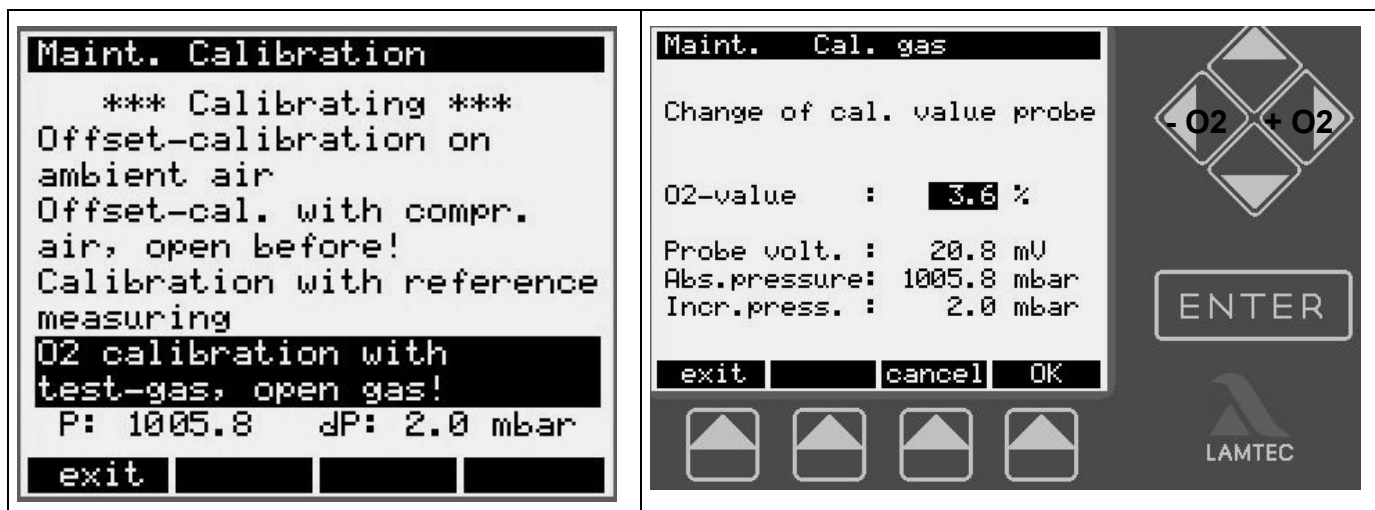 Maint. Calibration
*** Calibrating ***
Offset-calibration on
ambient air
Offset-cal. with compr.
air, open before!
Calibration with reference
measuring
O2 calibration with
test-gas, open gas!
P: 1005.8 dP: 2.0 mbar
exit
Maint. Cal. gas
Change of cal. value probe
O2-value : 3.6 %
Probe volt. : 20.8 mV
Abs.pressure: 1005.8 mbar
Incr.press. : 2.0 mbar
exit cancel OK
- O2 + O2
ENTER
LAMTEC